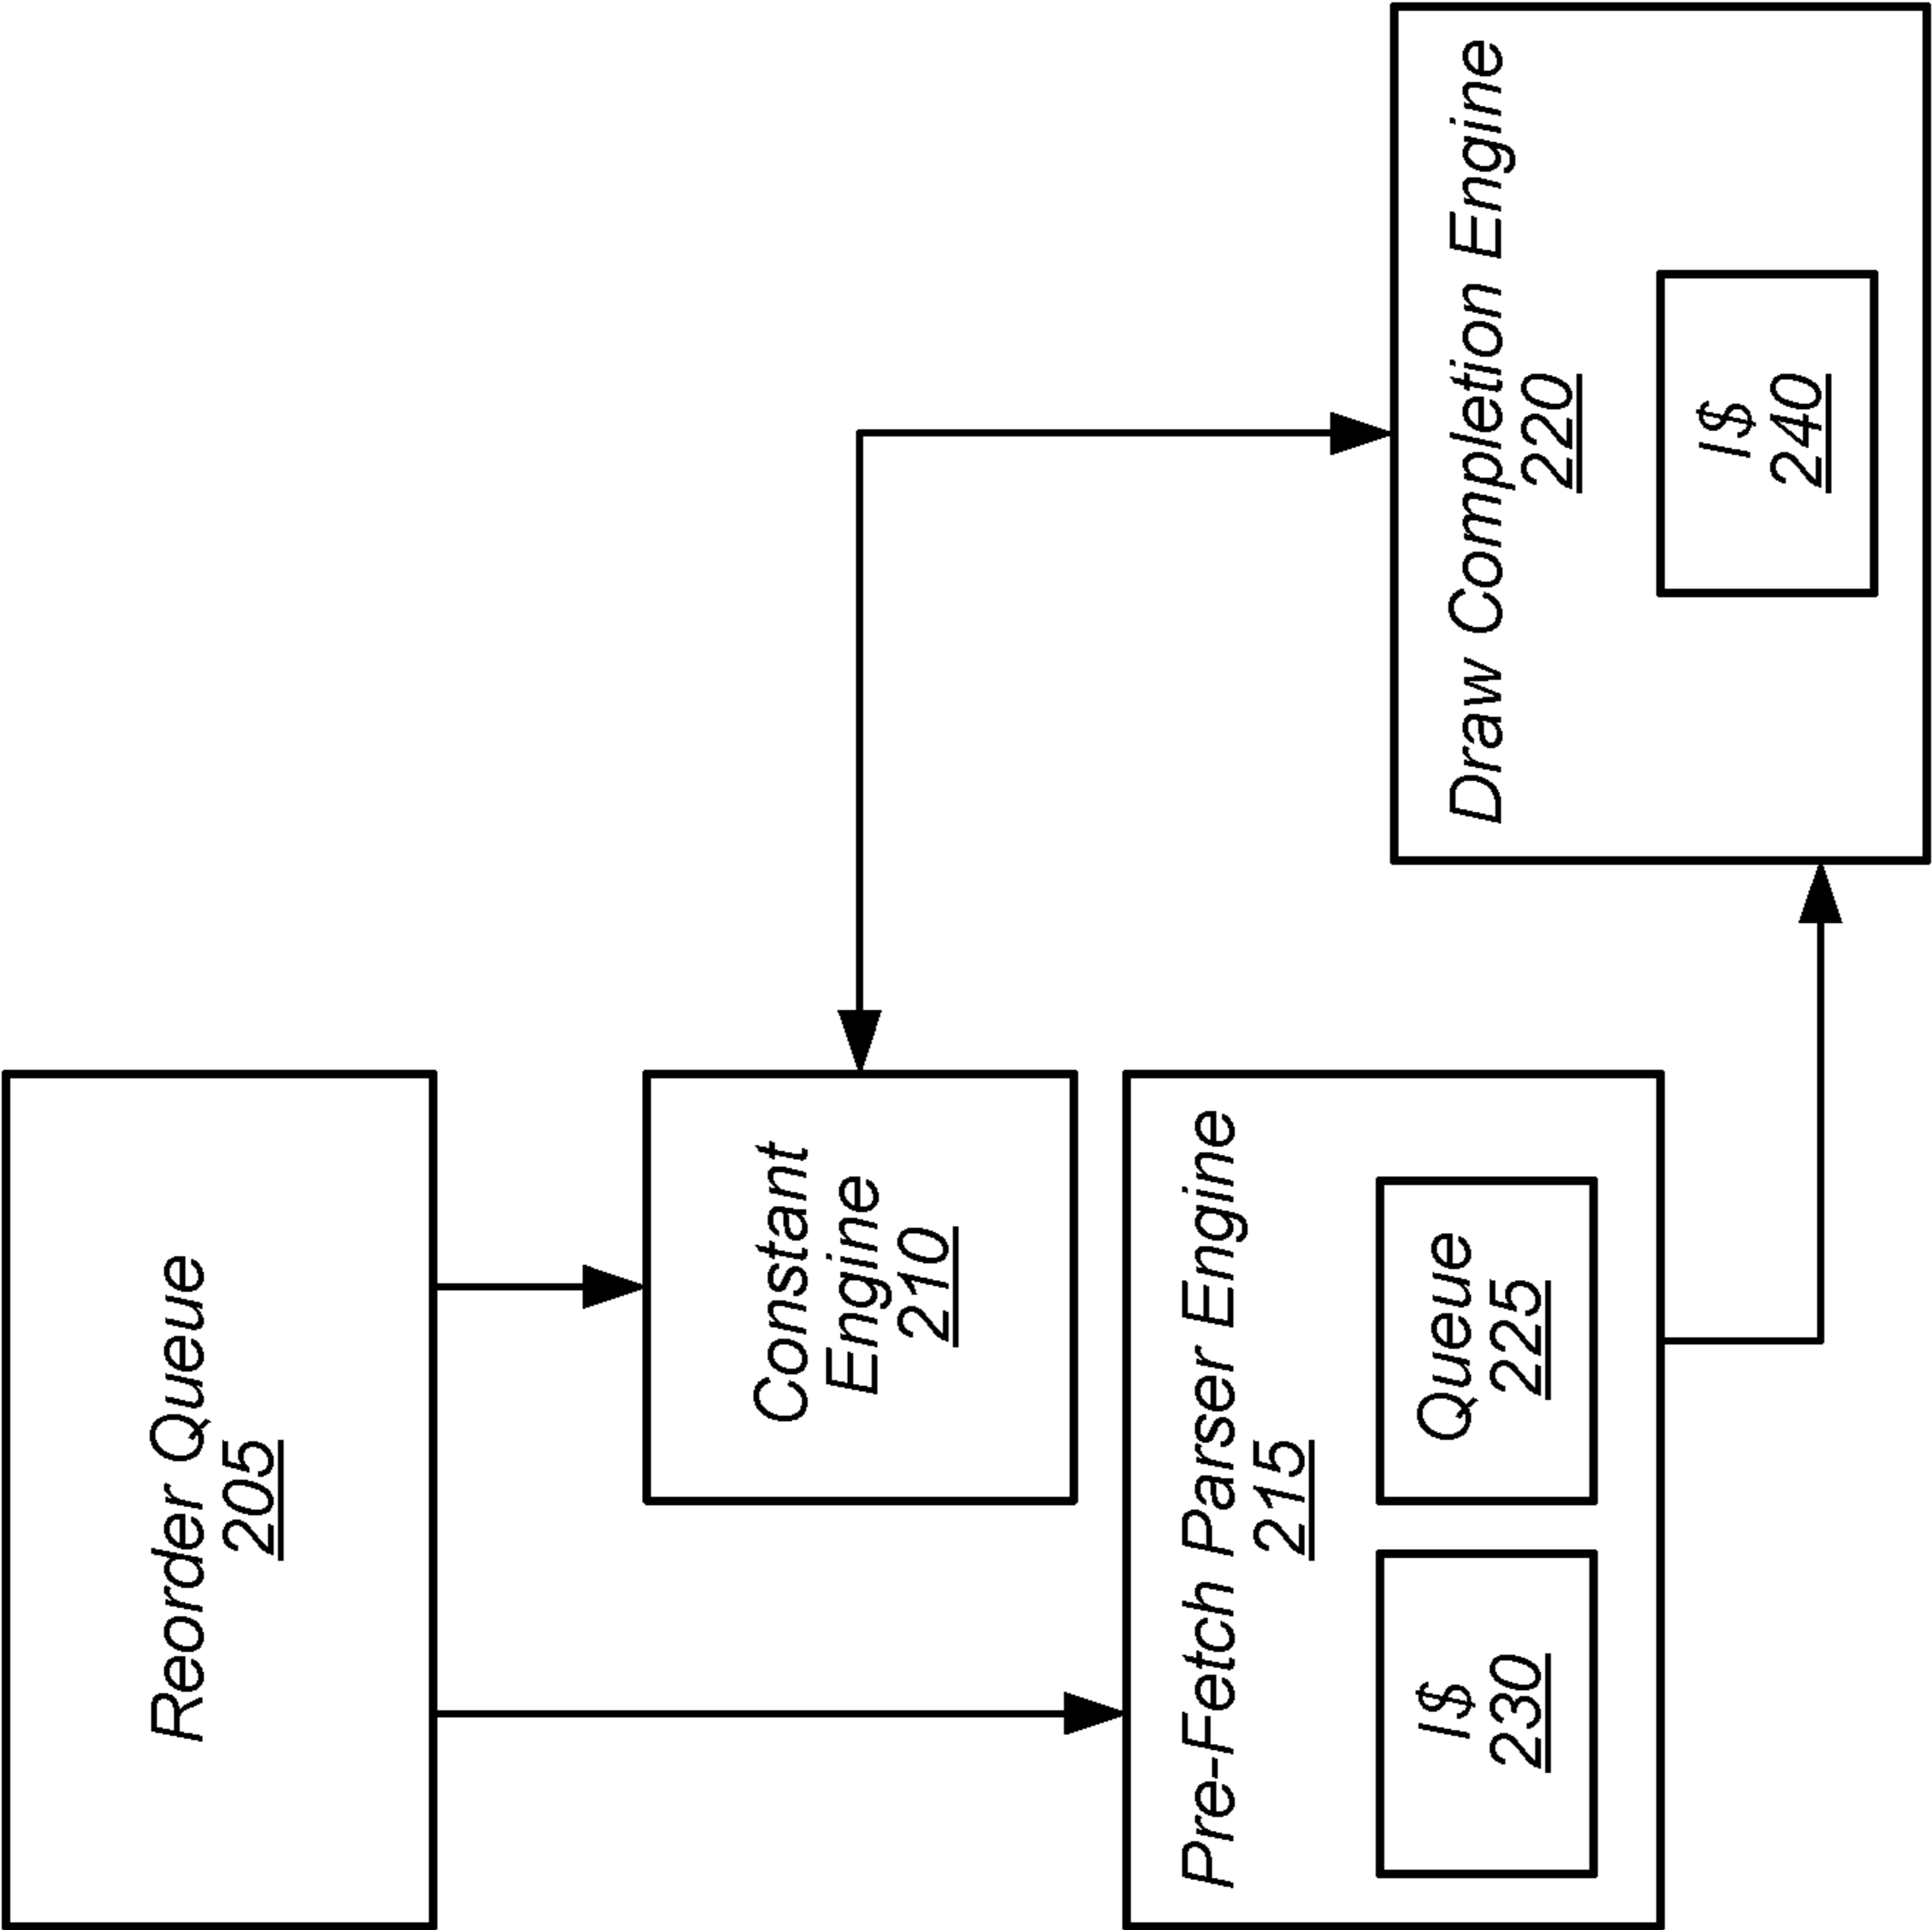 Reorder Queue
205
Constant
Engine
210
Pre-Fetch Parser Engine
215
I$
230
Queue
225
Draw Completion Engine
220
I$
240